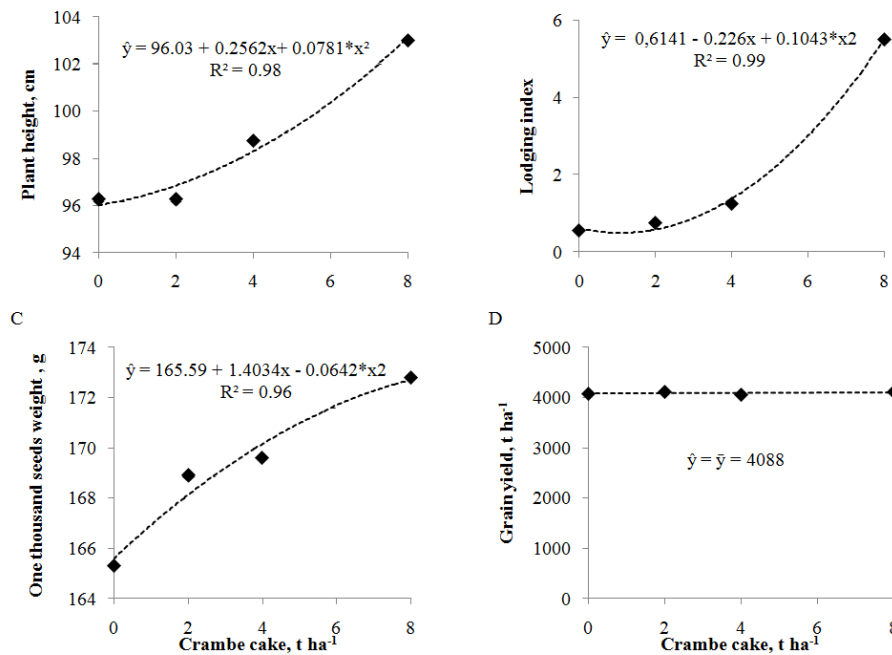 104
102
100
98
96
94
Plant height, cm
ŷ = 96.03 + 0.2562x+ 0.0781*x²
R² = 0.98
0 2 4 6 8
6
4
2
0
Lodging index
ŷ = 0,6141 - 0.226x + 0.1043*x2
R² = 0.99
0 2 4 6 8
C
174
172
170
168
166
164
One thousand seeds weight , g
ŷ = 165.59 + 1.4034x - 0.0642*x2
R² = 0.96
0 2 4 6 8
Crambe cake, t ha⁻¹
D
5000
4000
3000
2000
1000
0
Grain yield, t ha⁻¹
ŷ = ȳ = 4088
0 2 4 6 8
Crambe cake, t ha⁻¹